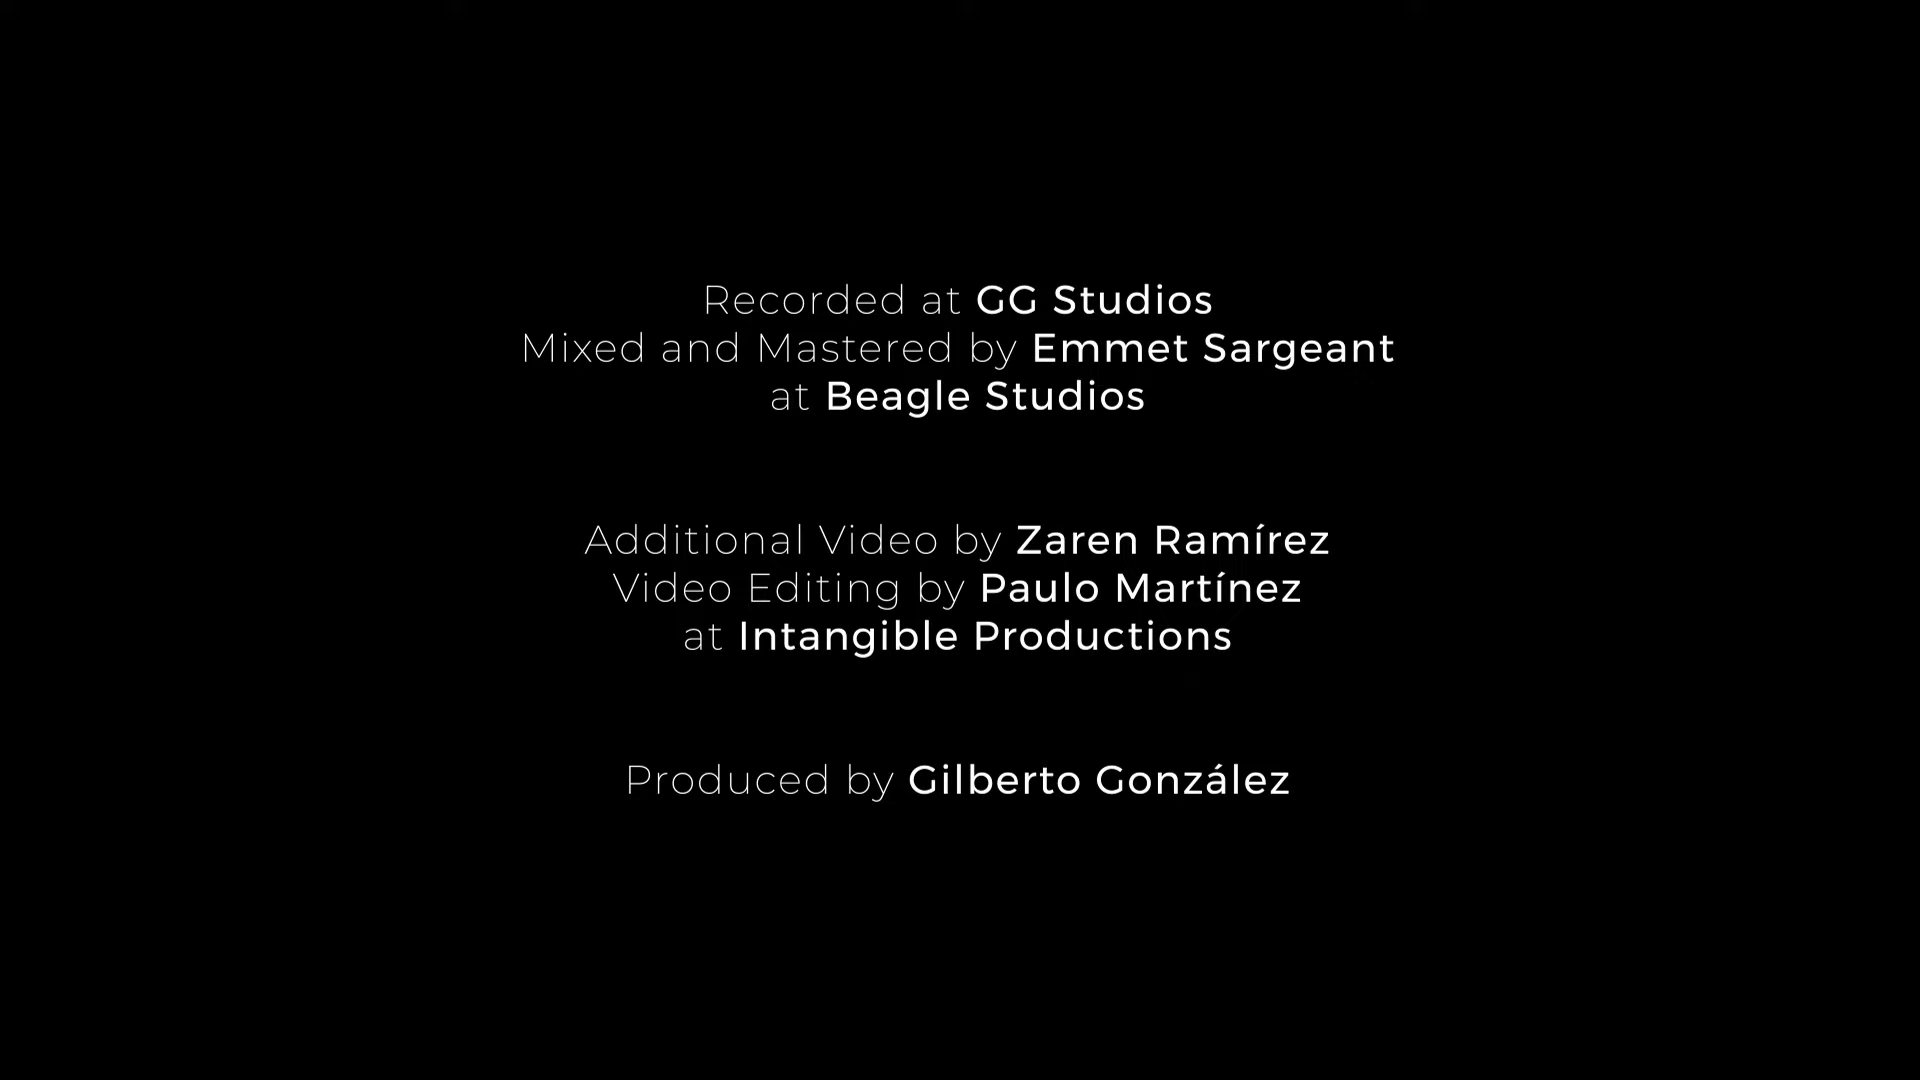 Recorded at GG Studios
Mixed and Mastered by Emmet Sargeant
at Beagle Studios
Additional Video by Zaren Ramírez
Video Editing by Paulo Martínez
at Intangible Productions
Produced by Gilberto González